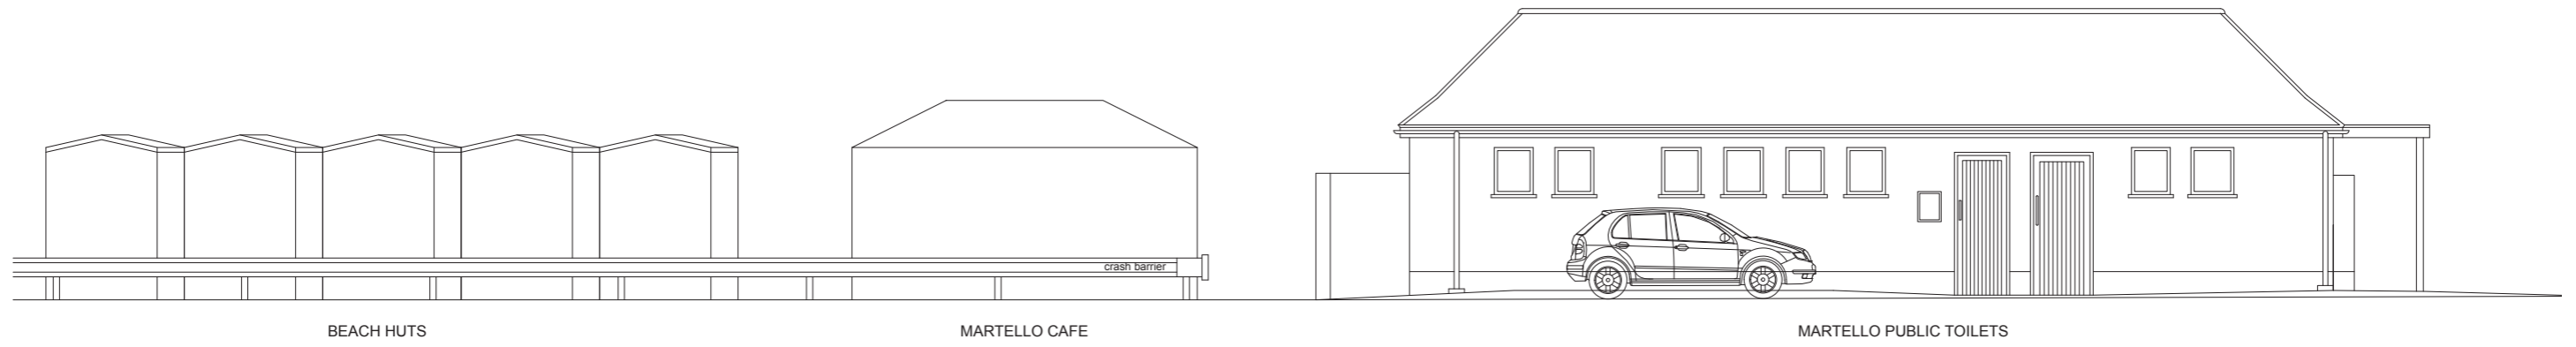 crash barrier
BEACH HUTS
MARTELLO CAFE
MARTELLO PUBLIC TOILETS